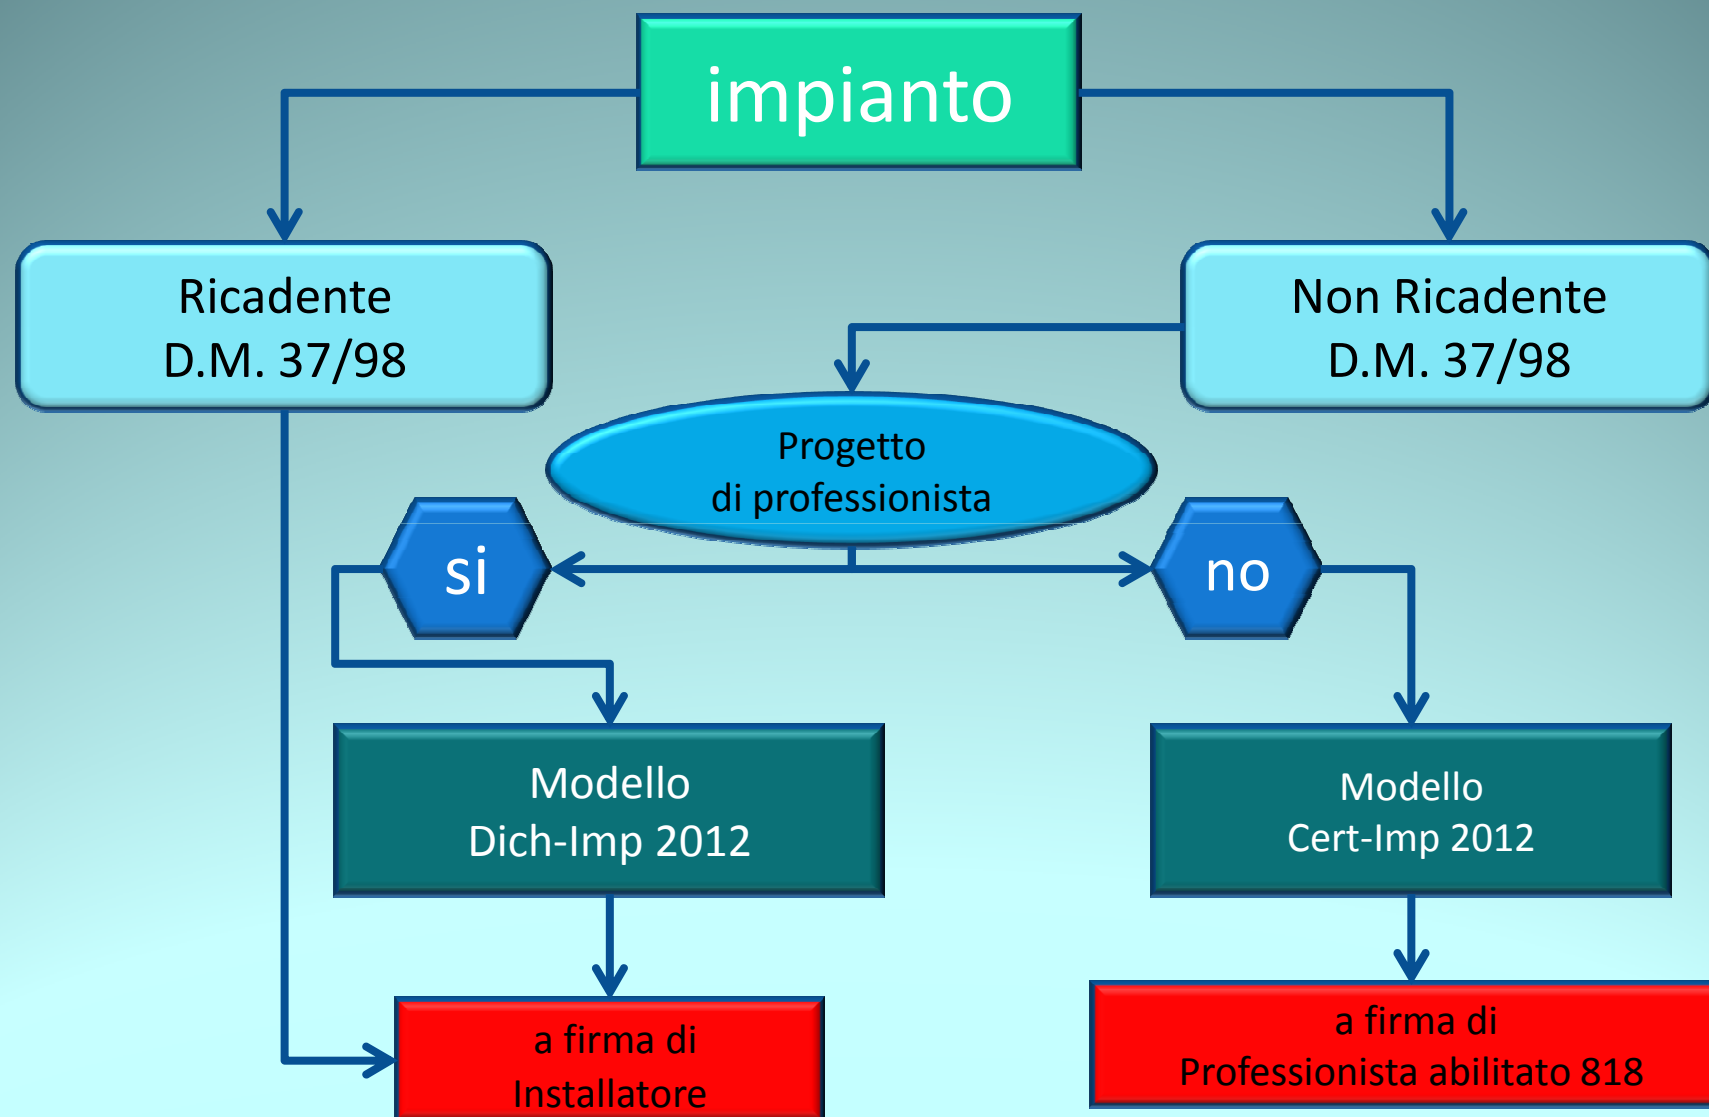 impianto
Ricadente
D.M. 37/98
Non Ricadente
D.M. 37/98
Progetto
di professionista
si
no
Modello
Dich-Imp 2012
Modello
Cert-Imp 2012
a firma di
Installatore
a firma di
Professionista abilitato 818